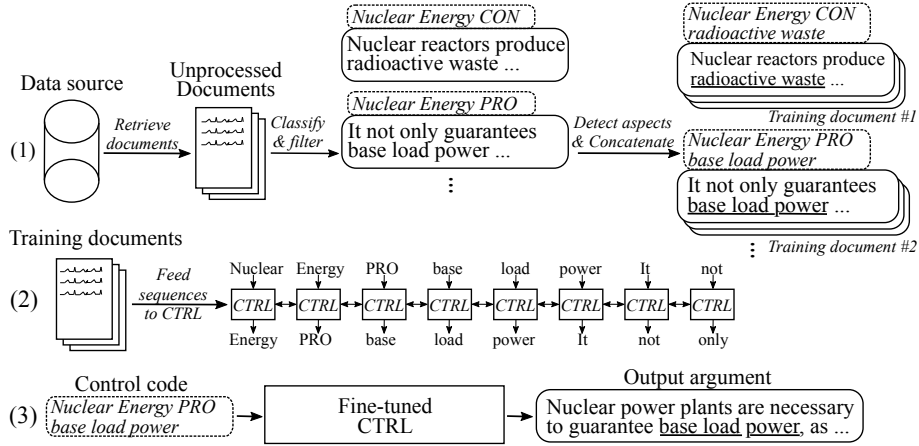 (1)
Data source
Retrieve
documents
Unprocessed
Documents
Classify
& filter
Nuclear Energy CON
Nuclear reactors produce
radioactive waste ...
Nuclear Energy PRO
It not only guarantees
base load power ...
...
Detect aspects
& Concatenate
Nuclear Energy CON
radioactive waste
Nuclear reactors produce
radioactive waste ...
Training document #1
Nuclear Energy PRO
base load power
It not only guarantees
base load power ...
... Training document #2
(2)
Training documents
Feed
sequences
to CTRL
Nuclear Energy PRO base load power It not
CTRL CTRL CTRL CTRL CTRL CTRL CTRL CTRL
Energy PRO base load power It not only
(3)
Control code
Nuclear Energy PRO
base load power
Fine-tuned
CTRL
Output argument
Nuclear power plants are necessary
to guarantee base load power, as ...